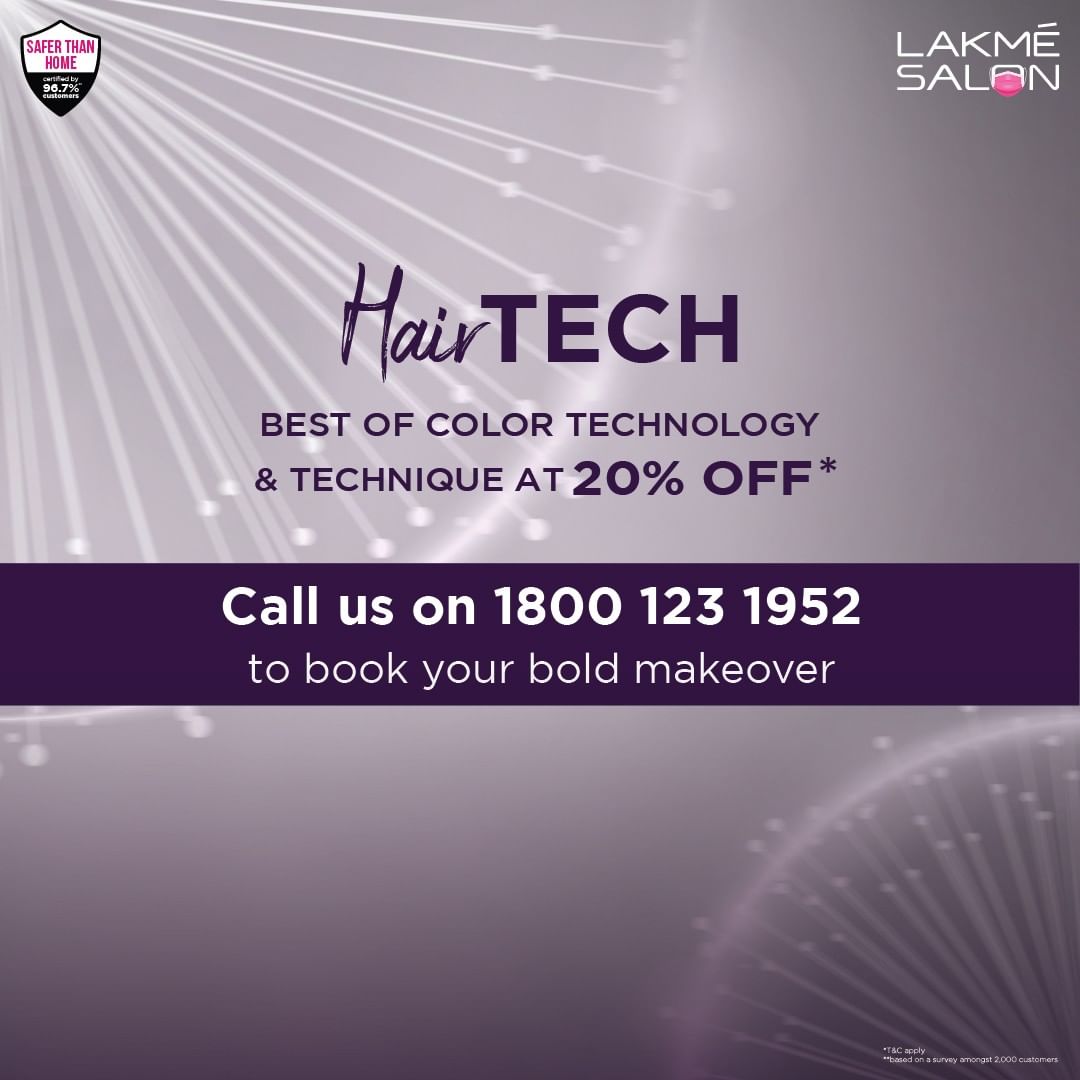 SAFER THAN
HOME
certified by
96.7%**
customers
LAKMÉ
SALON
HairTECH
BEST OF COLOR TECHNOLOGY
& TECHNIQUE AT 20% OFF*
Call us on 1800 123 1952
to book your bold makeover
*T&C apply
**based on a survey amongst 2,000 customers